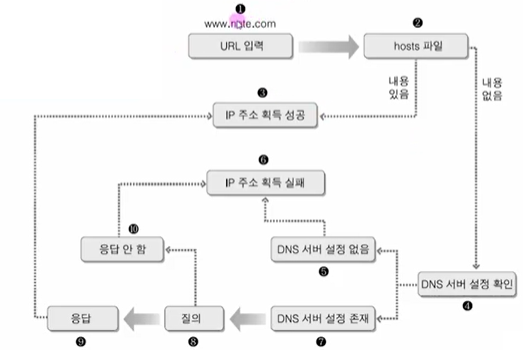 ❶
www.note.com
URL 입력
❷
hosts 파일
내용
있음
내용
없음
❸
IP 주소 획득 성공
❻
IP 주소 획득 실패
❿
응답 안 함
DNS 서버 설정 없음
❺
DNS 서버 설정 확인
❹
응답
❾
질의
❽
DNS 서버 설정 존재
❼